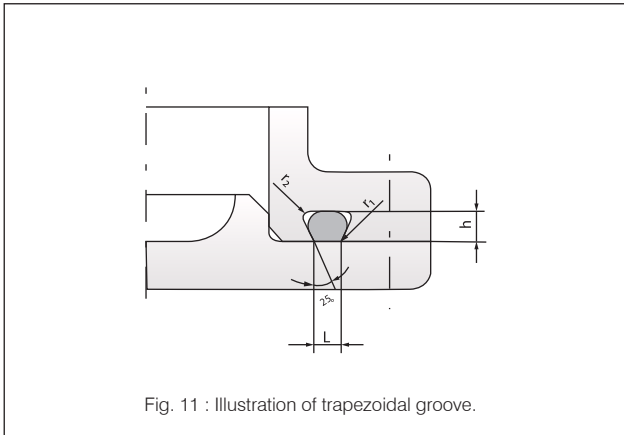 r₂
r₁
h
25°
L
Fig. 11 : Illustration of trapezoidal groove.